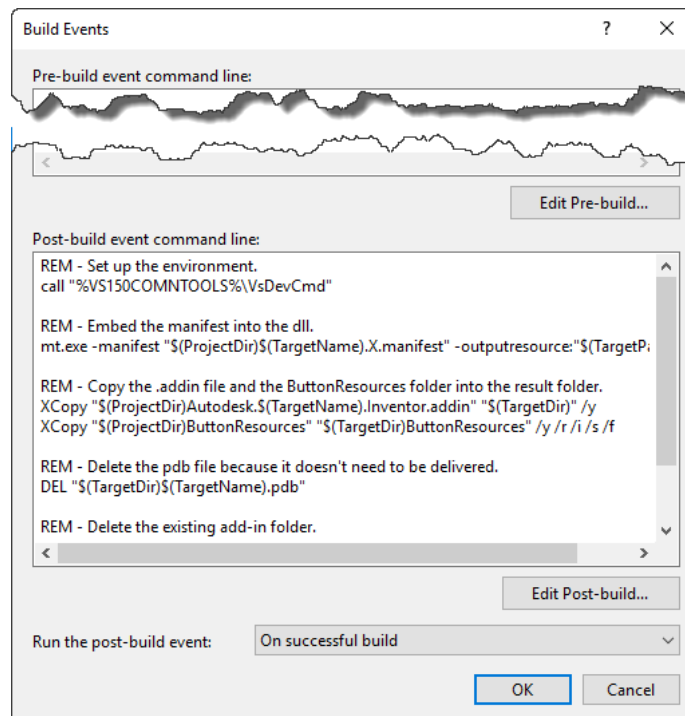 Build Events
?
Pre-build event command line:
Edit Pre-build...
Post-build event command line:
REM - Set up the environment.
call "%VS150COMNTOOLS%\VsDevCmd"
REM - Embed the manifest into the dll.
mt.exe -manifest "$(ProjectDir)$(TargetName).X.manifest" -outputresource:"$(TargetPa
REM - Copy the .addin file and the ButtonResources folder into the result folder.
XCopy "$(ProjectDir)Autodesk.$(TargetName).Inventor.addin" "$(TargetDir)" /y
XCopy "$(ProjectDir)ButtonResources" "$(TargetDir)ButtonResources" /y /r /i /s /f
REM - Delete the pdb file because it doesn't need to be delivered.
DEL "$(TargetDir)$(TargetName).pdb"
REM - Delete the existing add-in folder.
Edit Post-build...
Run the post-build event:
On successful build
OK
Cancel